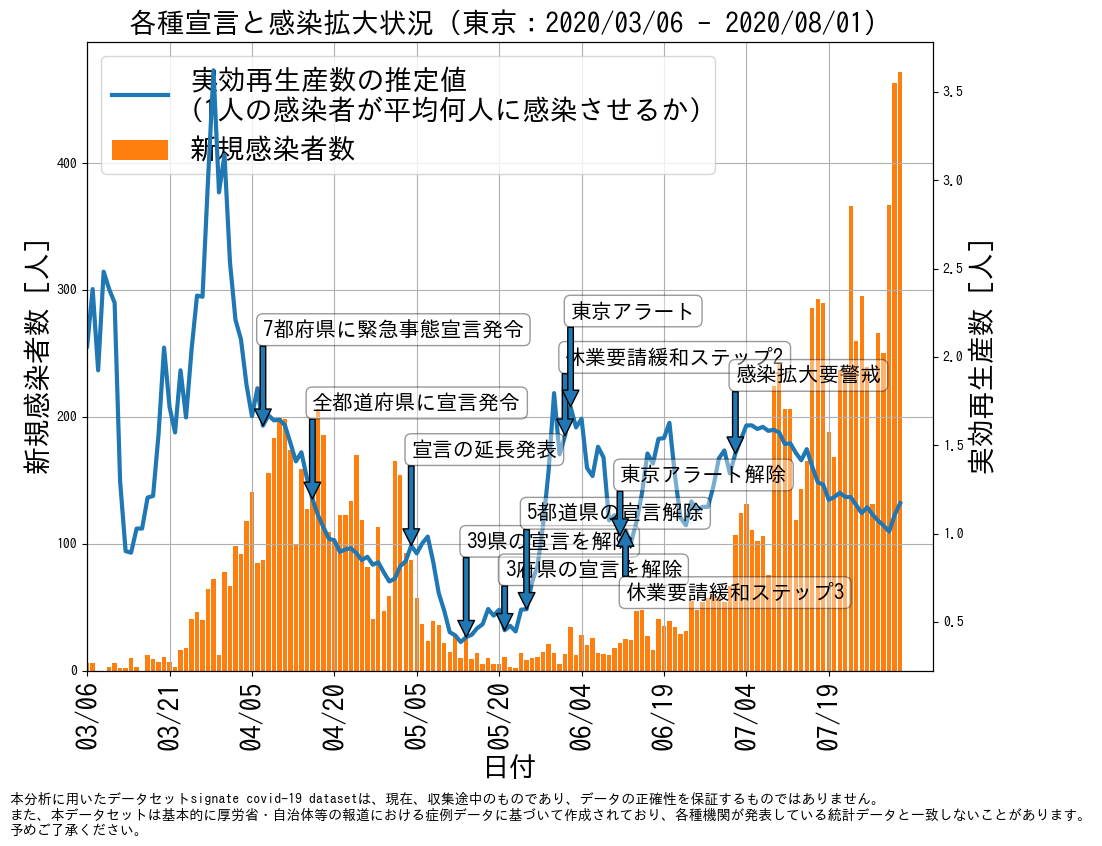 各種宣言と感染拡大状況 (東京：2020/03/06 - 2020/08/01)
実効再生産数の推定値
(1人の感染者が平均何人に感染させるか)
新規感染者数
新規感染者数 [人]
400
300
200
100
0
3.5
3.0
2.5
2.0
1.5
1.0
0.5
実効再生産数 [人]
東京アラート
7都府県に緊急事態宣言発令
休業要請緩和ステップ2
感染拡大要警戒
全都道府県に宣言発令
宣言の延長発表
東京アラート解除
5都道県の宣言解除
39県の宣言を解除
3府県の宣言を解除
休業要請緩和ステップ3
03/06
03/21
04/05
04/20
05/05
05/20
06/04
06/19
07/04
07/19
日付
本分析に用いたデータセットsignate covid-19 datasetは、現在、収集途中のものであり、データの正確性を保証するものではありません。
また、本データセットは基本的に厚労省・自治体等の報道における症例データに基づいて作成されており、各種機関が発表している統計データと一致しないことがあります。
予めご了承ください。